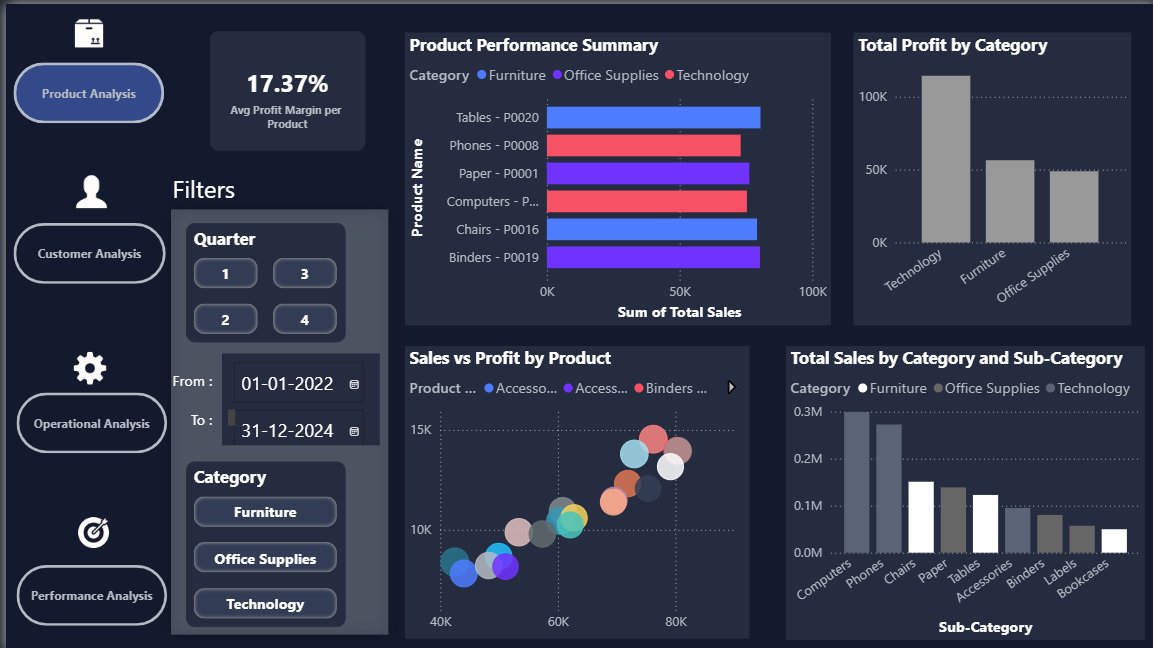 Product Analysis
Customer Analysis
Operational Analysis
Performance Analysis
17.37%
Avg Profit Margin per
Product
Filters
Quarter
1
3
2
4
From :
01-01-2022
To :
31-12-2024
Category
Furniture
Office Supplies
Technology
Product Performance Summary
Category Furniture Office Supplies Technology
Product Name
Tables - P0020
Phones - P0008
Paper - P0001
Computers - P...
Chairs - P0016
Binders - P0019
0K 50K 100K
Sum of Total Sales
Total Profit by Category
100K
50K
0K
Technology
Furniture
Office Supplies
Sales vs Profit by Product
Product ... Accesso... Access... Binders ...
15K
10K
40K 60K 80K
Total Sales by Category and Sub-Category
Category Furniture Office Supplies Technology
0.3M
0.2M
0.1M
0.0M
Computers
Phones
Chairs
Paper
Tables
Accessories
Binders
Labels
Bookcases
Sub-Category